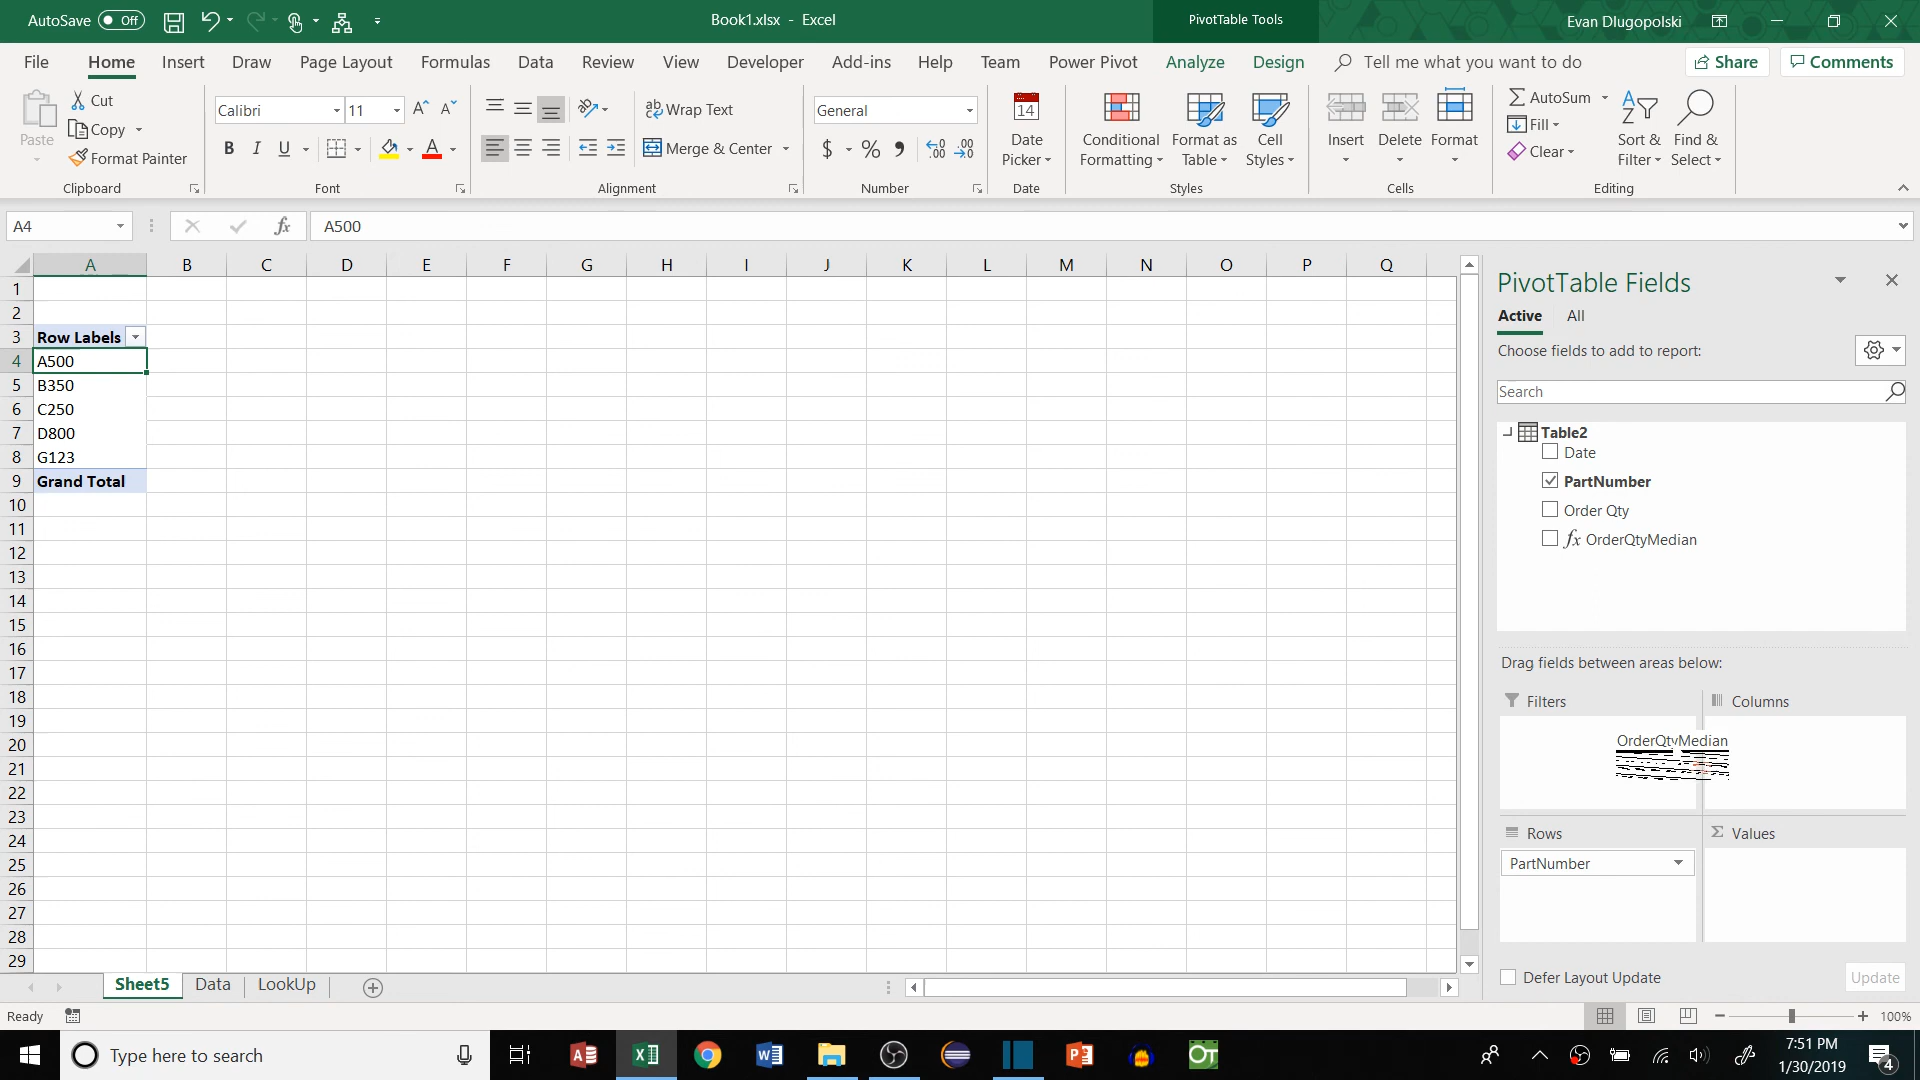 AutoSave Off
Book1.xlsx - Excel
PivotTable Tools
Evan Dlugopolski
File Home Insert Draw Page Layout Formulas Data Review View Developer Add-ins Help Team Power Pivot Analyze Design Tell me what you want to do Share Comments
Paste
Cut
Copy
Format Painter
Clipboard
Calibri 11
B I U
Font
Wrap Text
Merge & Center
Alignment
General
$ %
Number
14
Date Picker
Date
Conditional Formatting
Format as Table
Cell Styles
Styles
Insert
Delete
Format
Cells
AutoSum
Fill
Clear
Sort & Filter
Find & Select
Editing
A4 fx A500
A B C D E F G H I J K L M N O P Q
1
2
3 Row Labels
4 A500
5 B350
6 C250
7 D800
8 G123
9 Grand Total
10
11
12
13
14
15
16
17
18
19
20
21
22
23
24
25
26
27
28
29
PivotTable Fields
Active All
Choose fields to add to report:
Search
Table2
Date
PartNumber
Order Qty
fx OrderQtyMedian
Drag fields between areas below:
Filters
Columns
OrderQtyMedian
Rows
Values
PartNumber
Defer Layout Update
Update
Sheet5 Data LookUp
Ready
100%
Type here to search
7:51 PM
1/30/2019
4